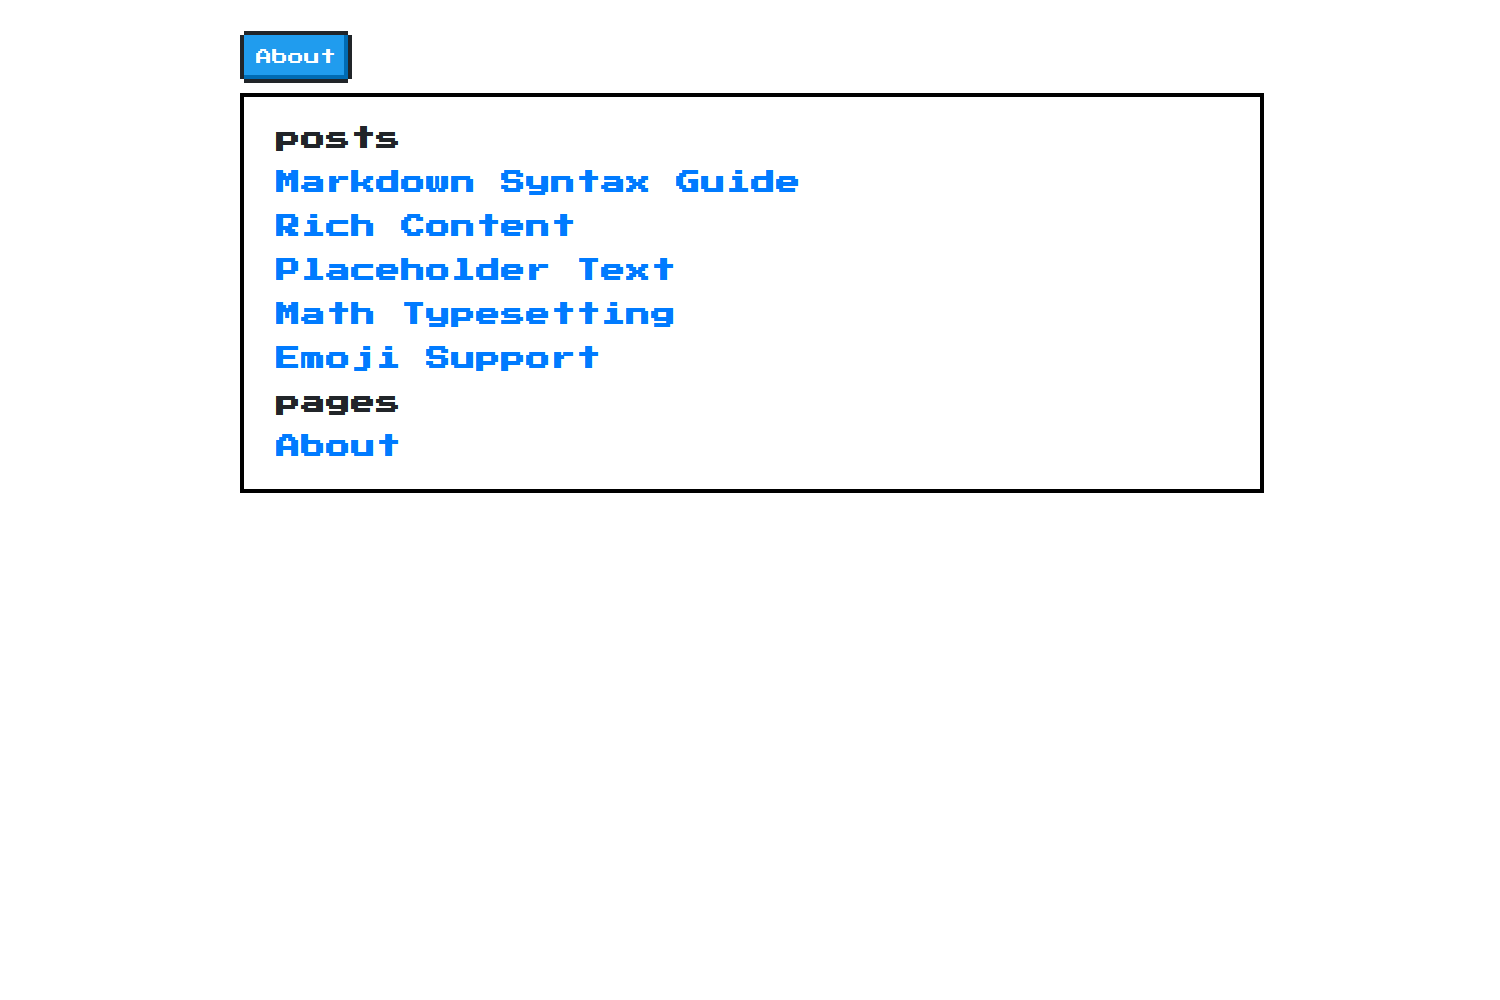 About
posts
Markdown Syntax Guide
Rich Content
Placeholder Text
Math Typesetting
Emoji Support
pages
About